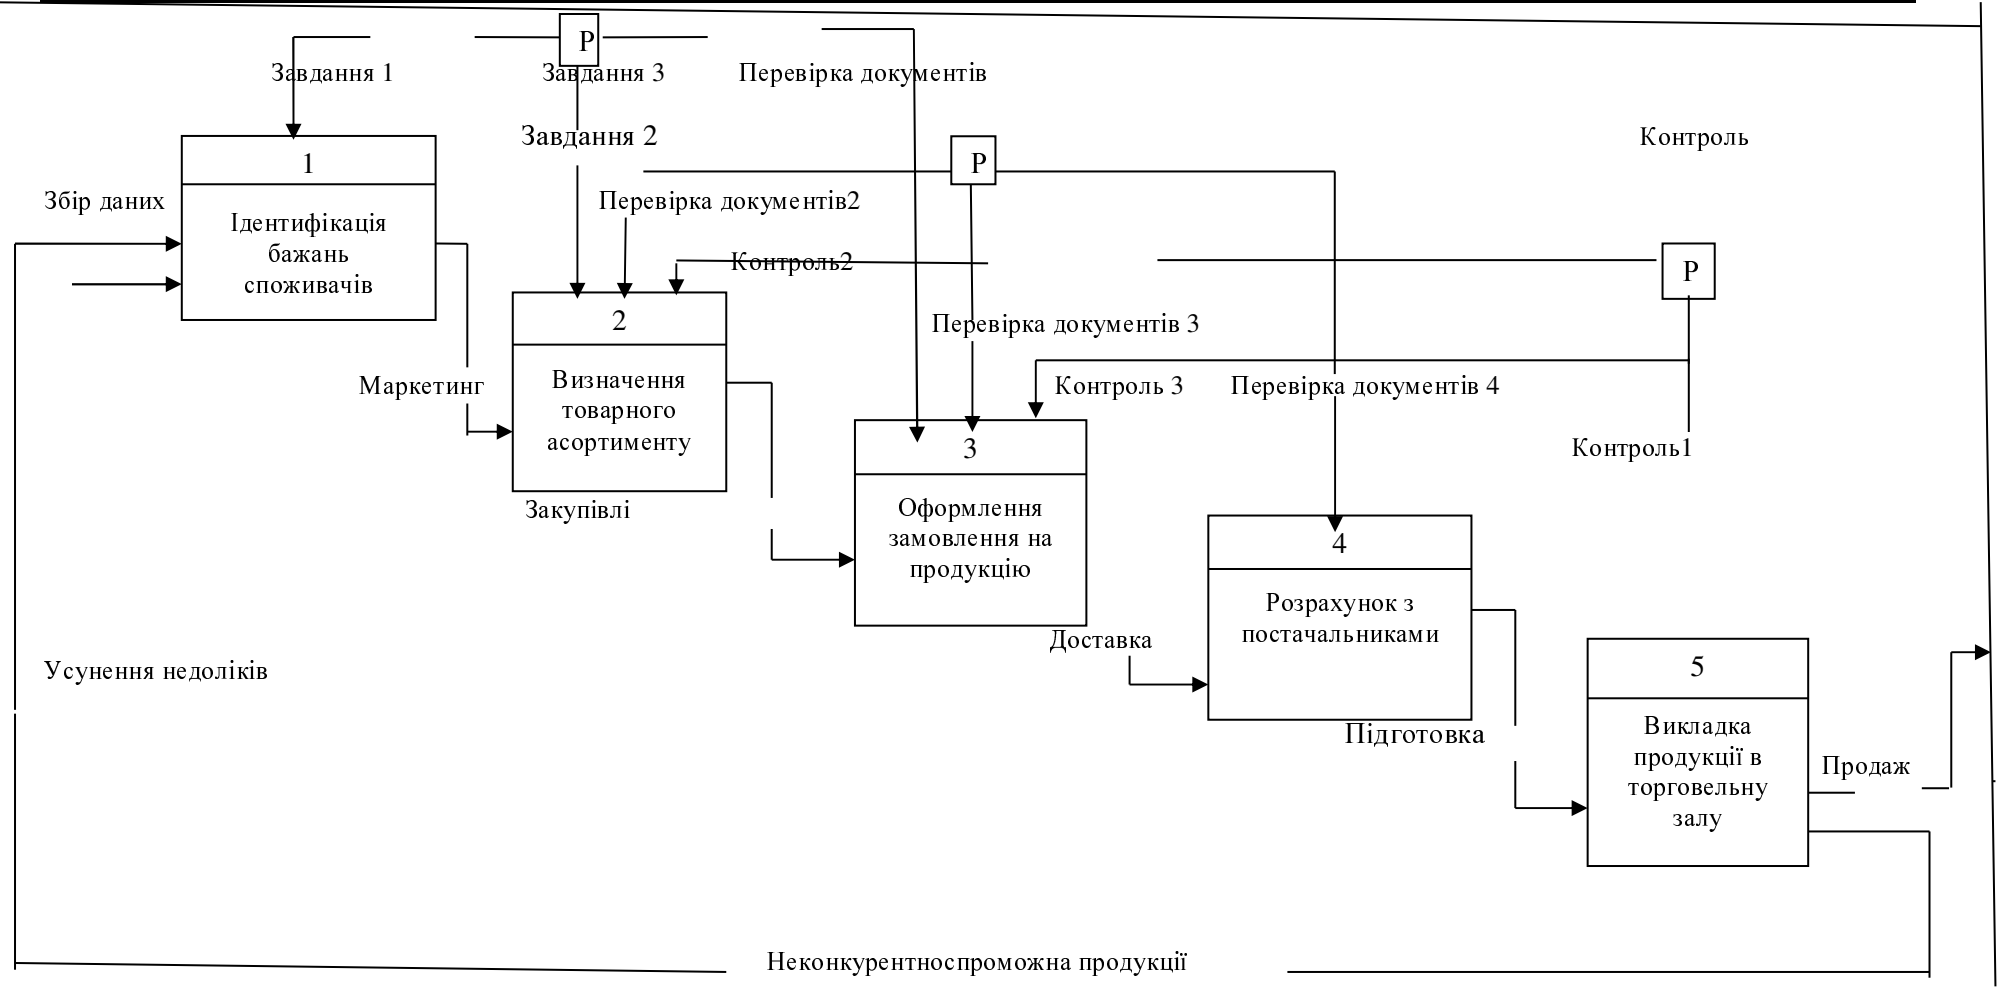 Р
Завдання 1
Завдання 3
Перевірка документів
Завдання 2
Р
Контроль
1
Збір даних
Перевірка документів2
Ідентифікація
бажань
споживачів
Контроль2
Р
2
Перевірка документів 3
Маркетинг
Визначення
товарного
асортименту
Контроль 3
Перевірка документів 4
Контроль1
3
Закупівлі
Оформлення
замовлення на
продукцію
4
Розрахунок з
постачальниками
Доставка
Усунення недоліків
5
Підготовка
Викладка
продукції в
торговельну
залу
Продаж
Неконкурентноспроможна продукції